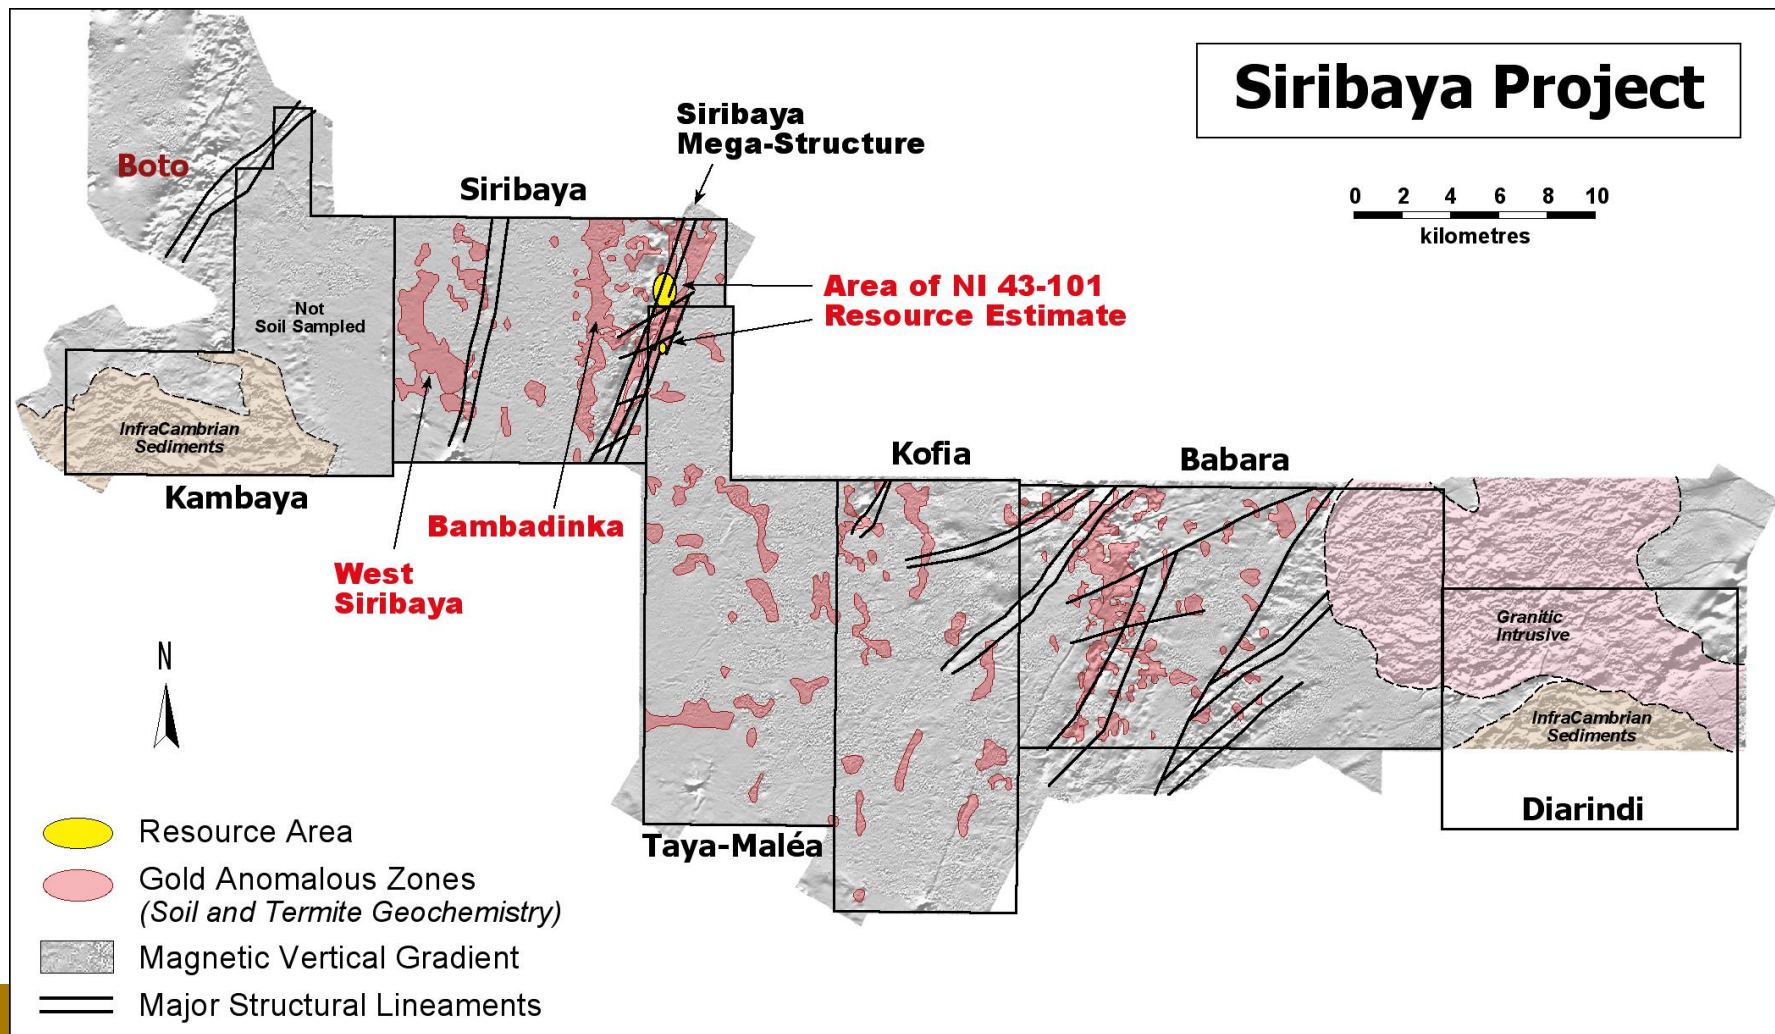 Siribaya Project
0 2 4 6 8 10
kilometres
Siribaya
Mega-Structure
Boto
Siribaya
Area of NI 43-101
Resource Estimate
Not
Soil Sampled
InfraCambrian
Sediments
Kambaya
Bambadinka
West
Siribaya
Kofia
Babara
Granitic
Intrusive
InfraCambrian
Sediments
N
Diarindi
Taya-Maléa
Resource Area
Gold Anomalous Zones
(Soil and Termite Geochemistry)
Magnetic Vertical Gradient
Major Structural Lineaments